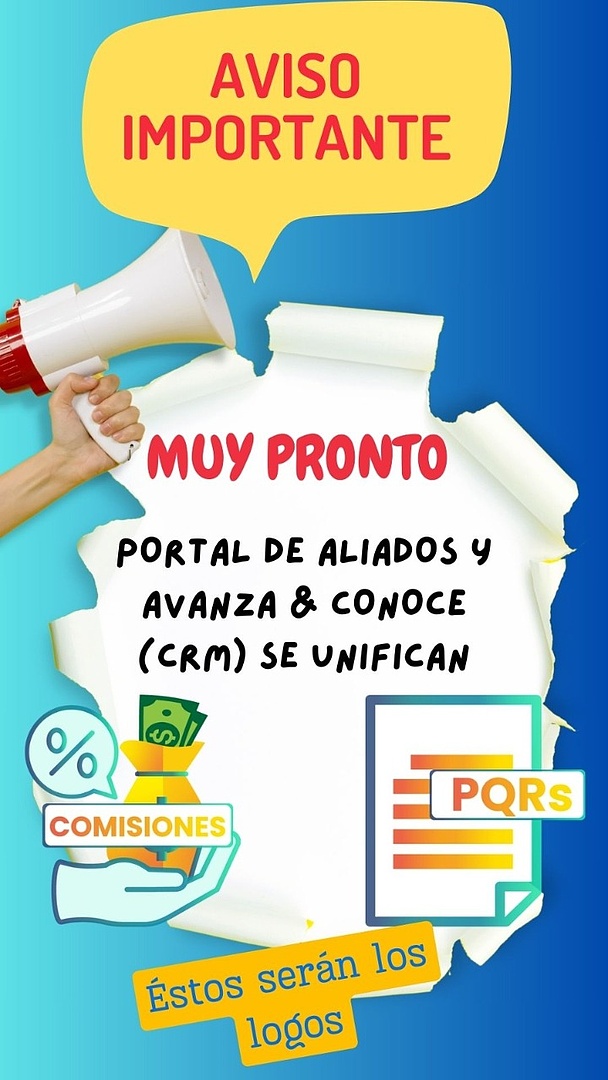 AVISO
IMPORTANTE
MUY PRONTO
PORTAL DE ALIADOS Y
AVANZA & CONOCE
(CRM) SE UNIFICAN
%
$
COMISIONES
PQRs
Éstos serán los
logos